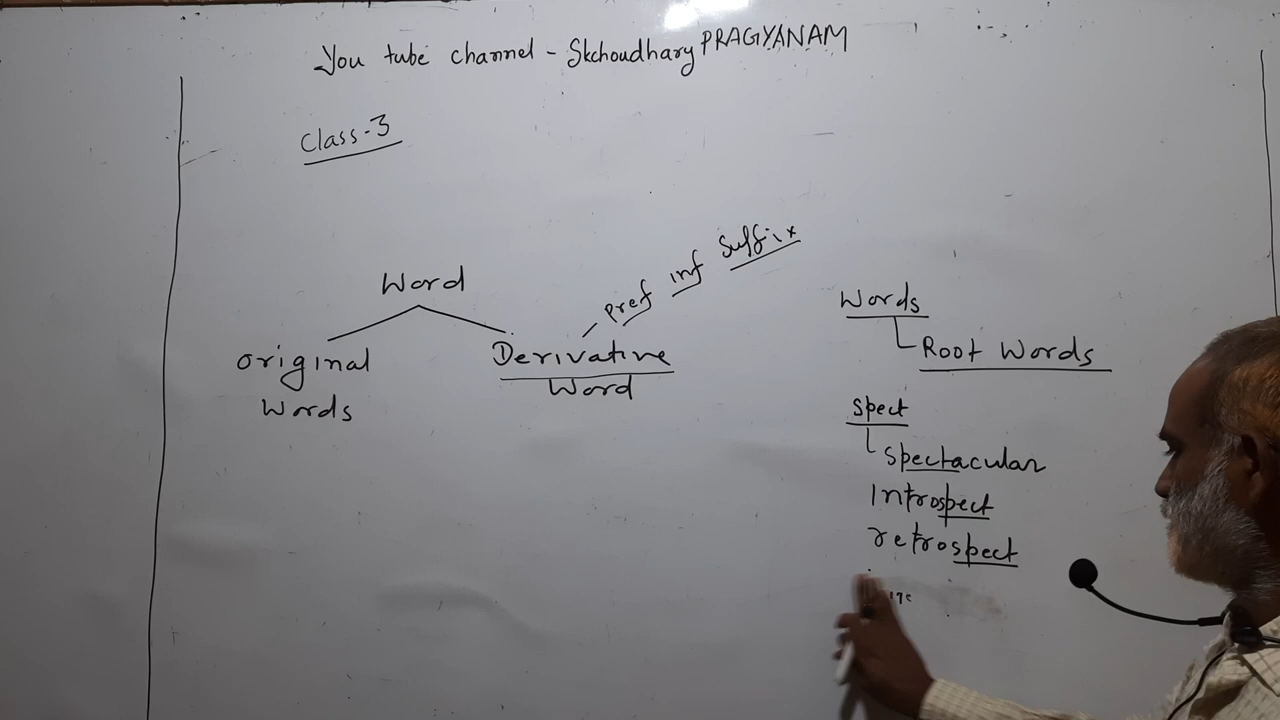 You tube channel - Skchoudhary PRAGYANAM
Class-3
Word
Original Words
Derivative Word
Pref inf Suffix
Words
Root Words
Spect
Spectacular
Introspect
retrospect